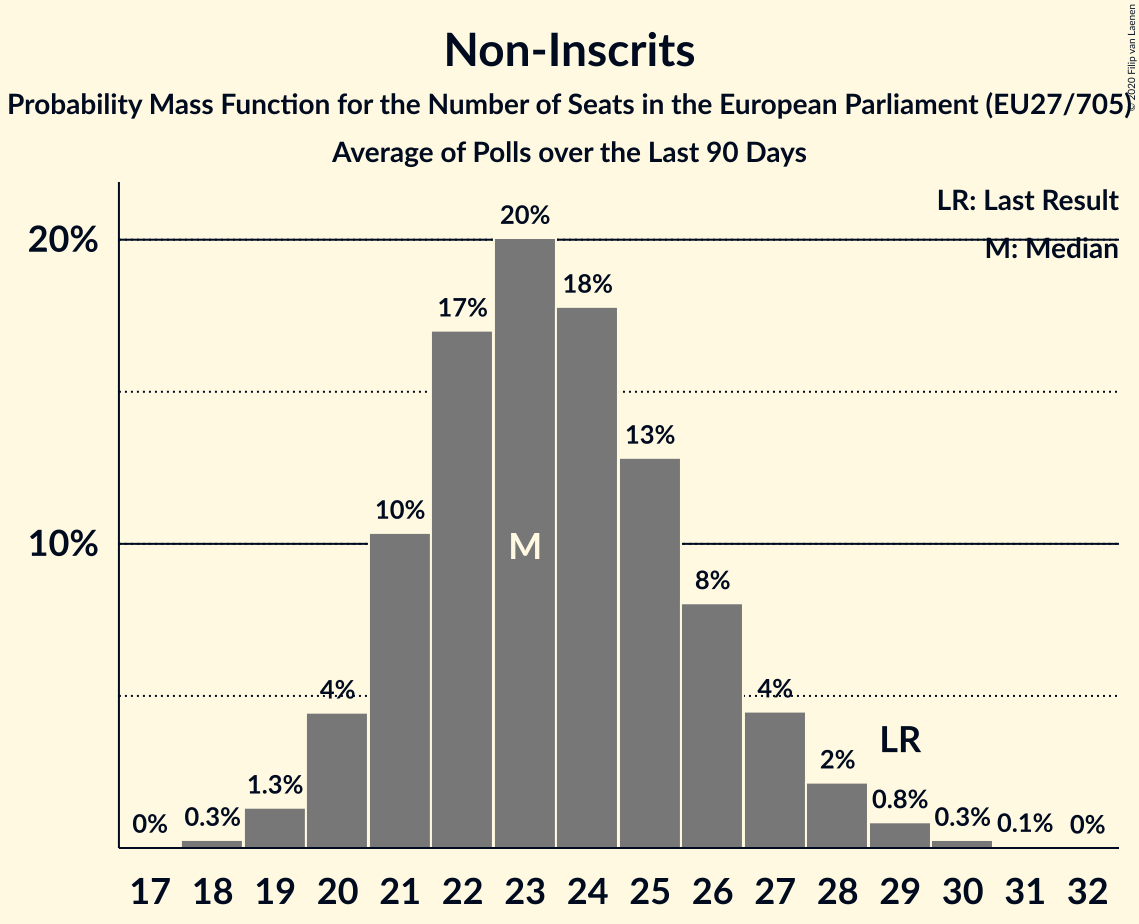 Non-Inscrits
Probability Mass Function for the Number of Seats in the European Parliament (EU27/705)
Average of Polls over the Last 90 Days
© 2020 Filip van Laenen
LR: Last Result
M: Median
20%
10%
0%
0.3%
1.3%
4%
10%
17%
20%
18%
13%
8%
4%
2%
0.8%
0.3%
0.1%
0%
M
LR
17 18 19 20 21 22 23 24 25 26 27 28 29 30 31 32